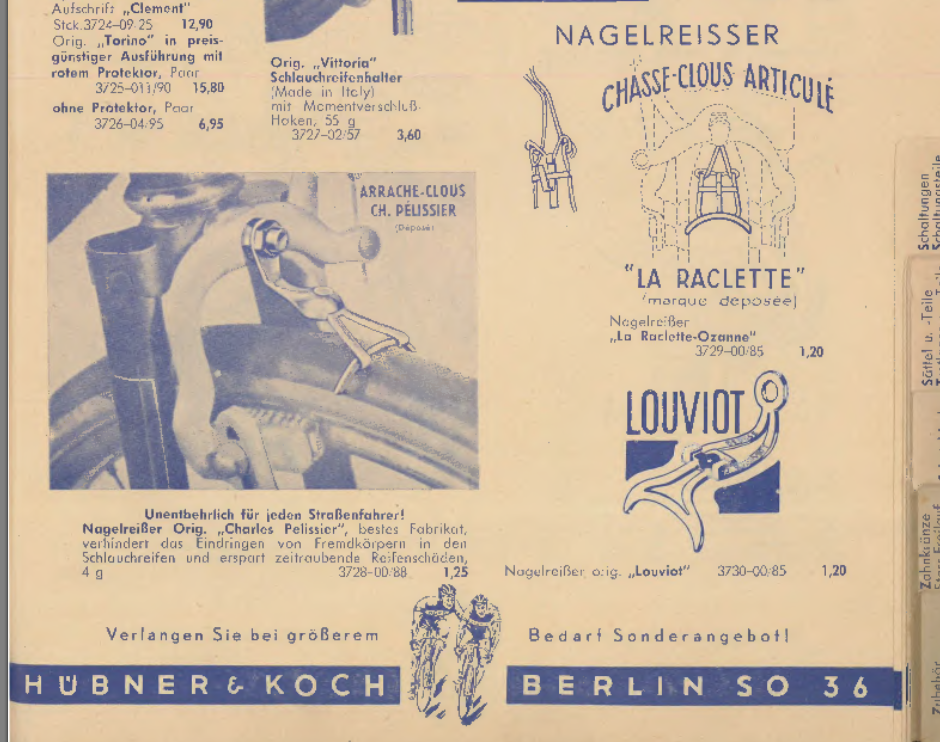 Aufschrift „Clement"
Stck. 3724-09/25 12,90
Orig. „Torino" in preis-
günstiger Ausführung mit
rotem Protektor, Paar
3725-011/90 15,80
ohne Protektor, Paar
3726-04/95 6,95
Orig. „Vittoria"
Schlauchreifenhalter
(Made in Italy)
mit Momentverschluß-
Haken, 55 g
3727-02/57 3,60
ARRACHE-CLOUS
CH. PÉLISSIER
(Déposé)
Unentbehrlich für jeden Straßenfahrer!
Nagelreißer Orig. „Charles Pelissier", bestes Fabrikat,
verhindert das Eindringen von Fremdkörpern in den
Schlauchreifen und erspart zeitraubende Reifenschäden,
4 g 3728-00/88 1,25
NAGELREISSER
CHASSE-CLOUS ARTICULÉ
"LA RACLETTE"
(marque déposée)
Nagelreißer
„La Raclette-Ozanne"
3729-00/85 1,20
LOUVIOT
Nagelreißer, orig. „Louviot" 3730-00/85 1,20
Verlangen Sie bei größerem Bedarf Sonderangebot!
HÜBNER & KOCH BERLIN SO 36
Schaltungen
Schaltungsteile
Sättel u. -Teile
Zahnkränze
Zubehör